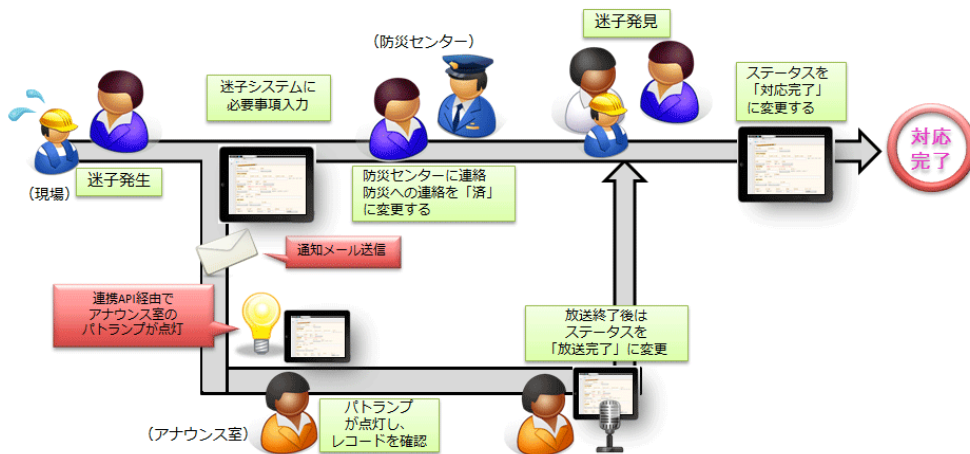 迷子発見
(防災センター)
迷子システムに
必要事項入力
ステータスを
「対応完了」
に変更する
対応
完了
迷子発生
(現場)
防災センターに連絡
防災への連絡を「済」
に変更する
通知メール送信
連携API経由で
アナウンス室の
パトランプが点灯
放送終了後は
ステータスを
「放送完了」に変更
(アナウンス室)
パトランプ
が点灯し、
レコードを確認